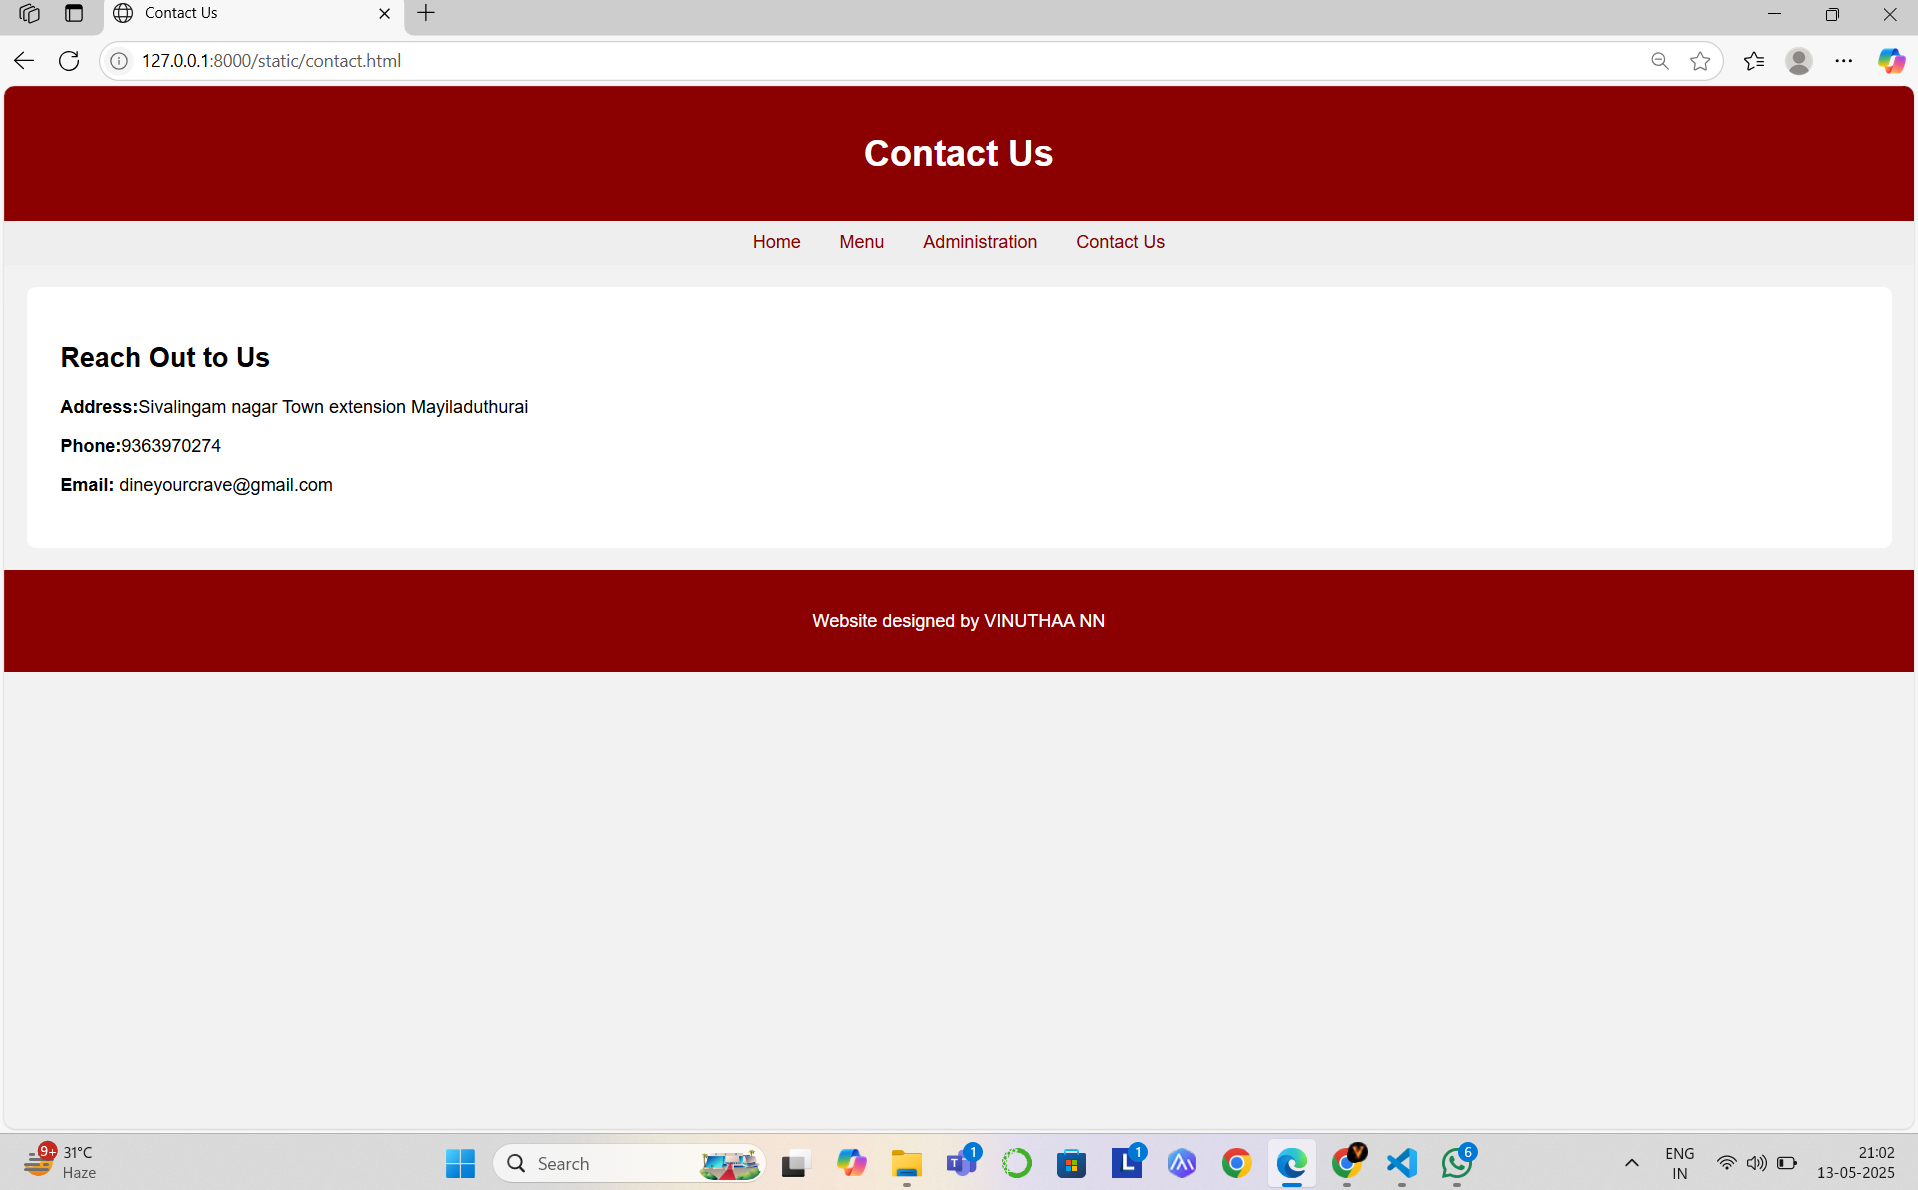 Contact Us
127.0.0.1:8000/static/contact.html
Contact Us
Home Menu Administration Contact Us
Reach Out to Us
Address:Sivalingam nagar Town extension Mayiladuthurai
Phone:9363970274
Email: dineyourcrave@gmail.com
Website designed by VINUTHAA NN
9+ 31°C
Haze
Search
1
1
L
V
6
ENG
IN
21:02
13-05-2025